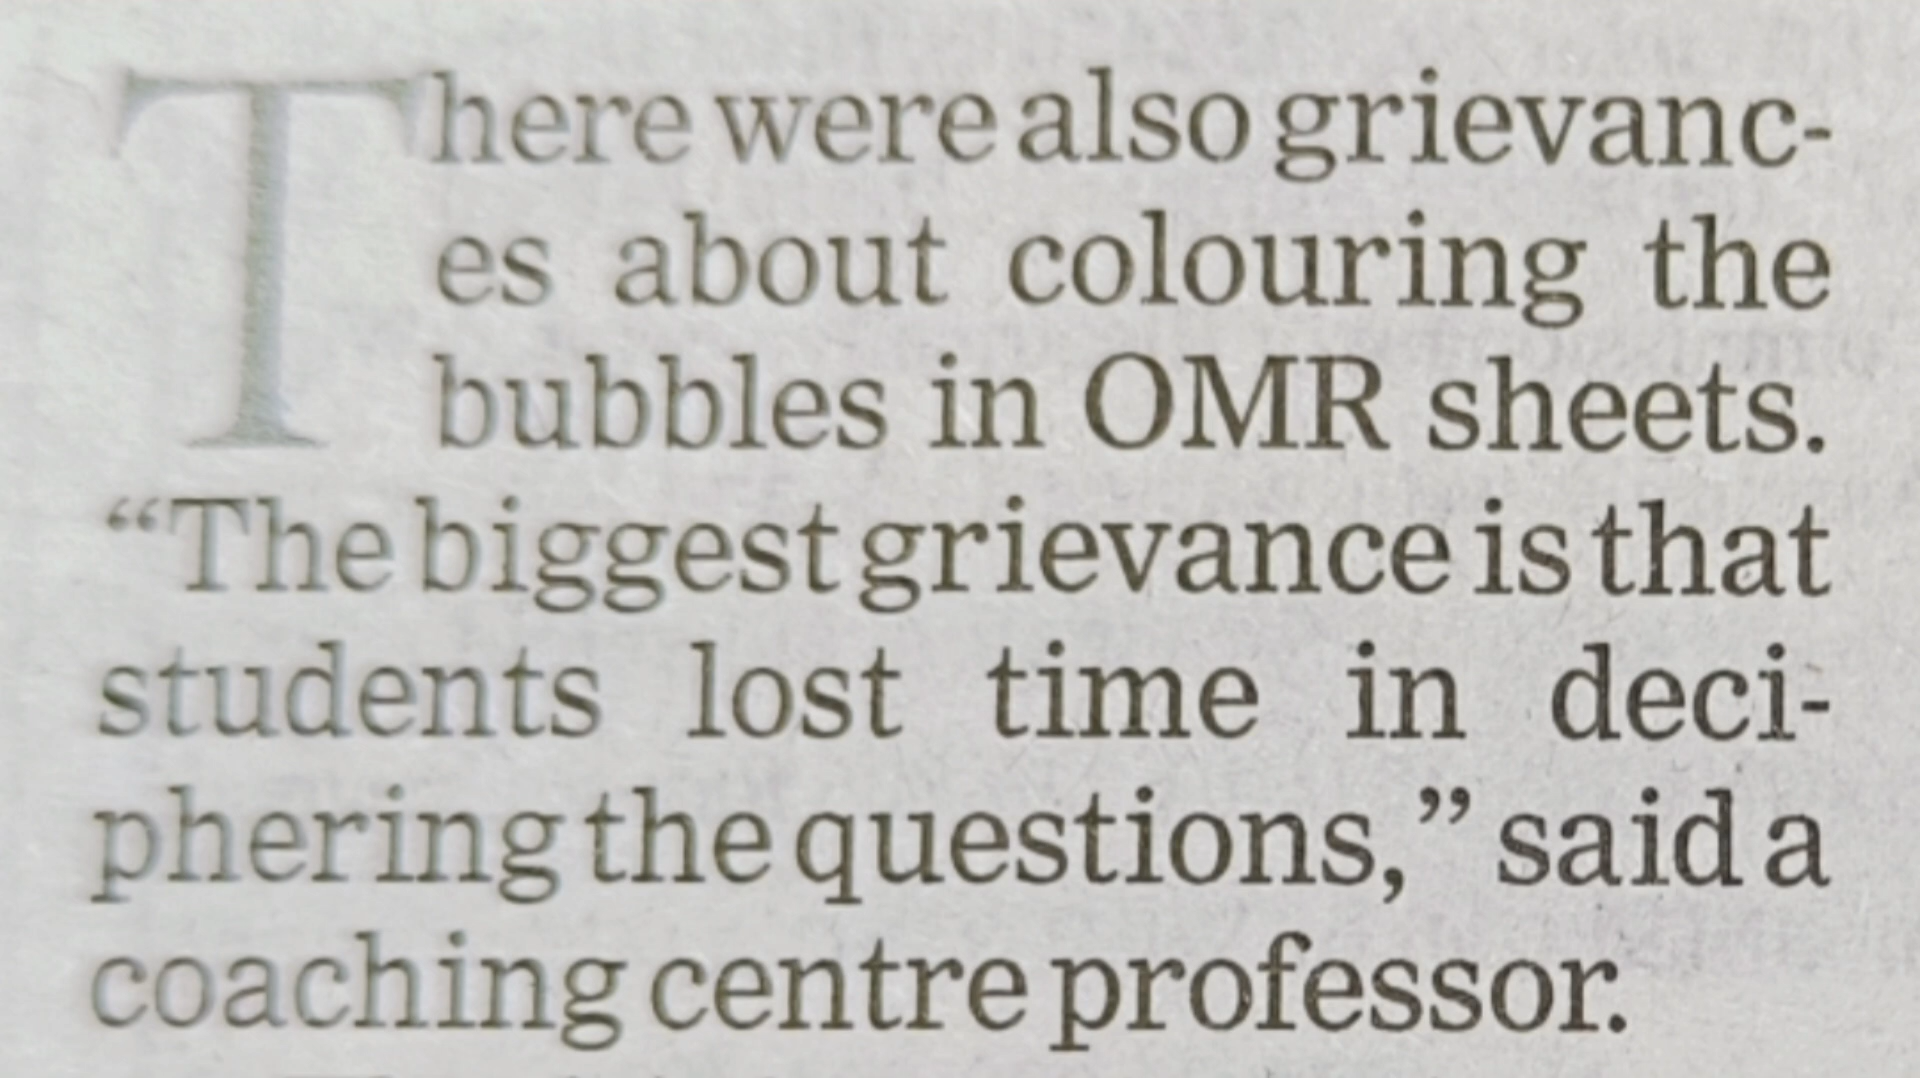 There were also grievanc-
es about colouring the
bubbles in OMR sheets.
“The biggest grievance is that
students lost time in deci-
phering the questions,” said a
coaching centre professor.